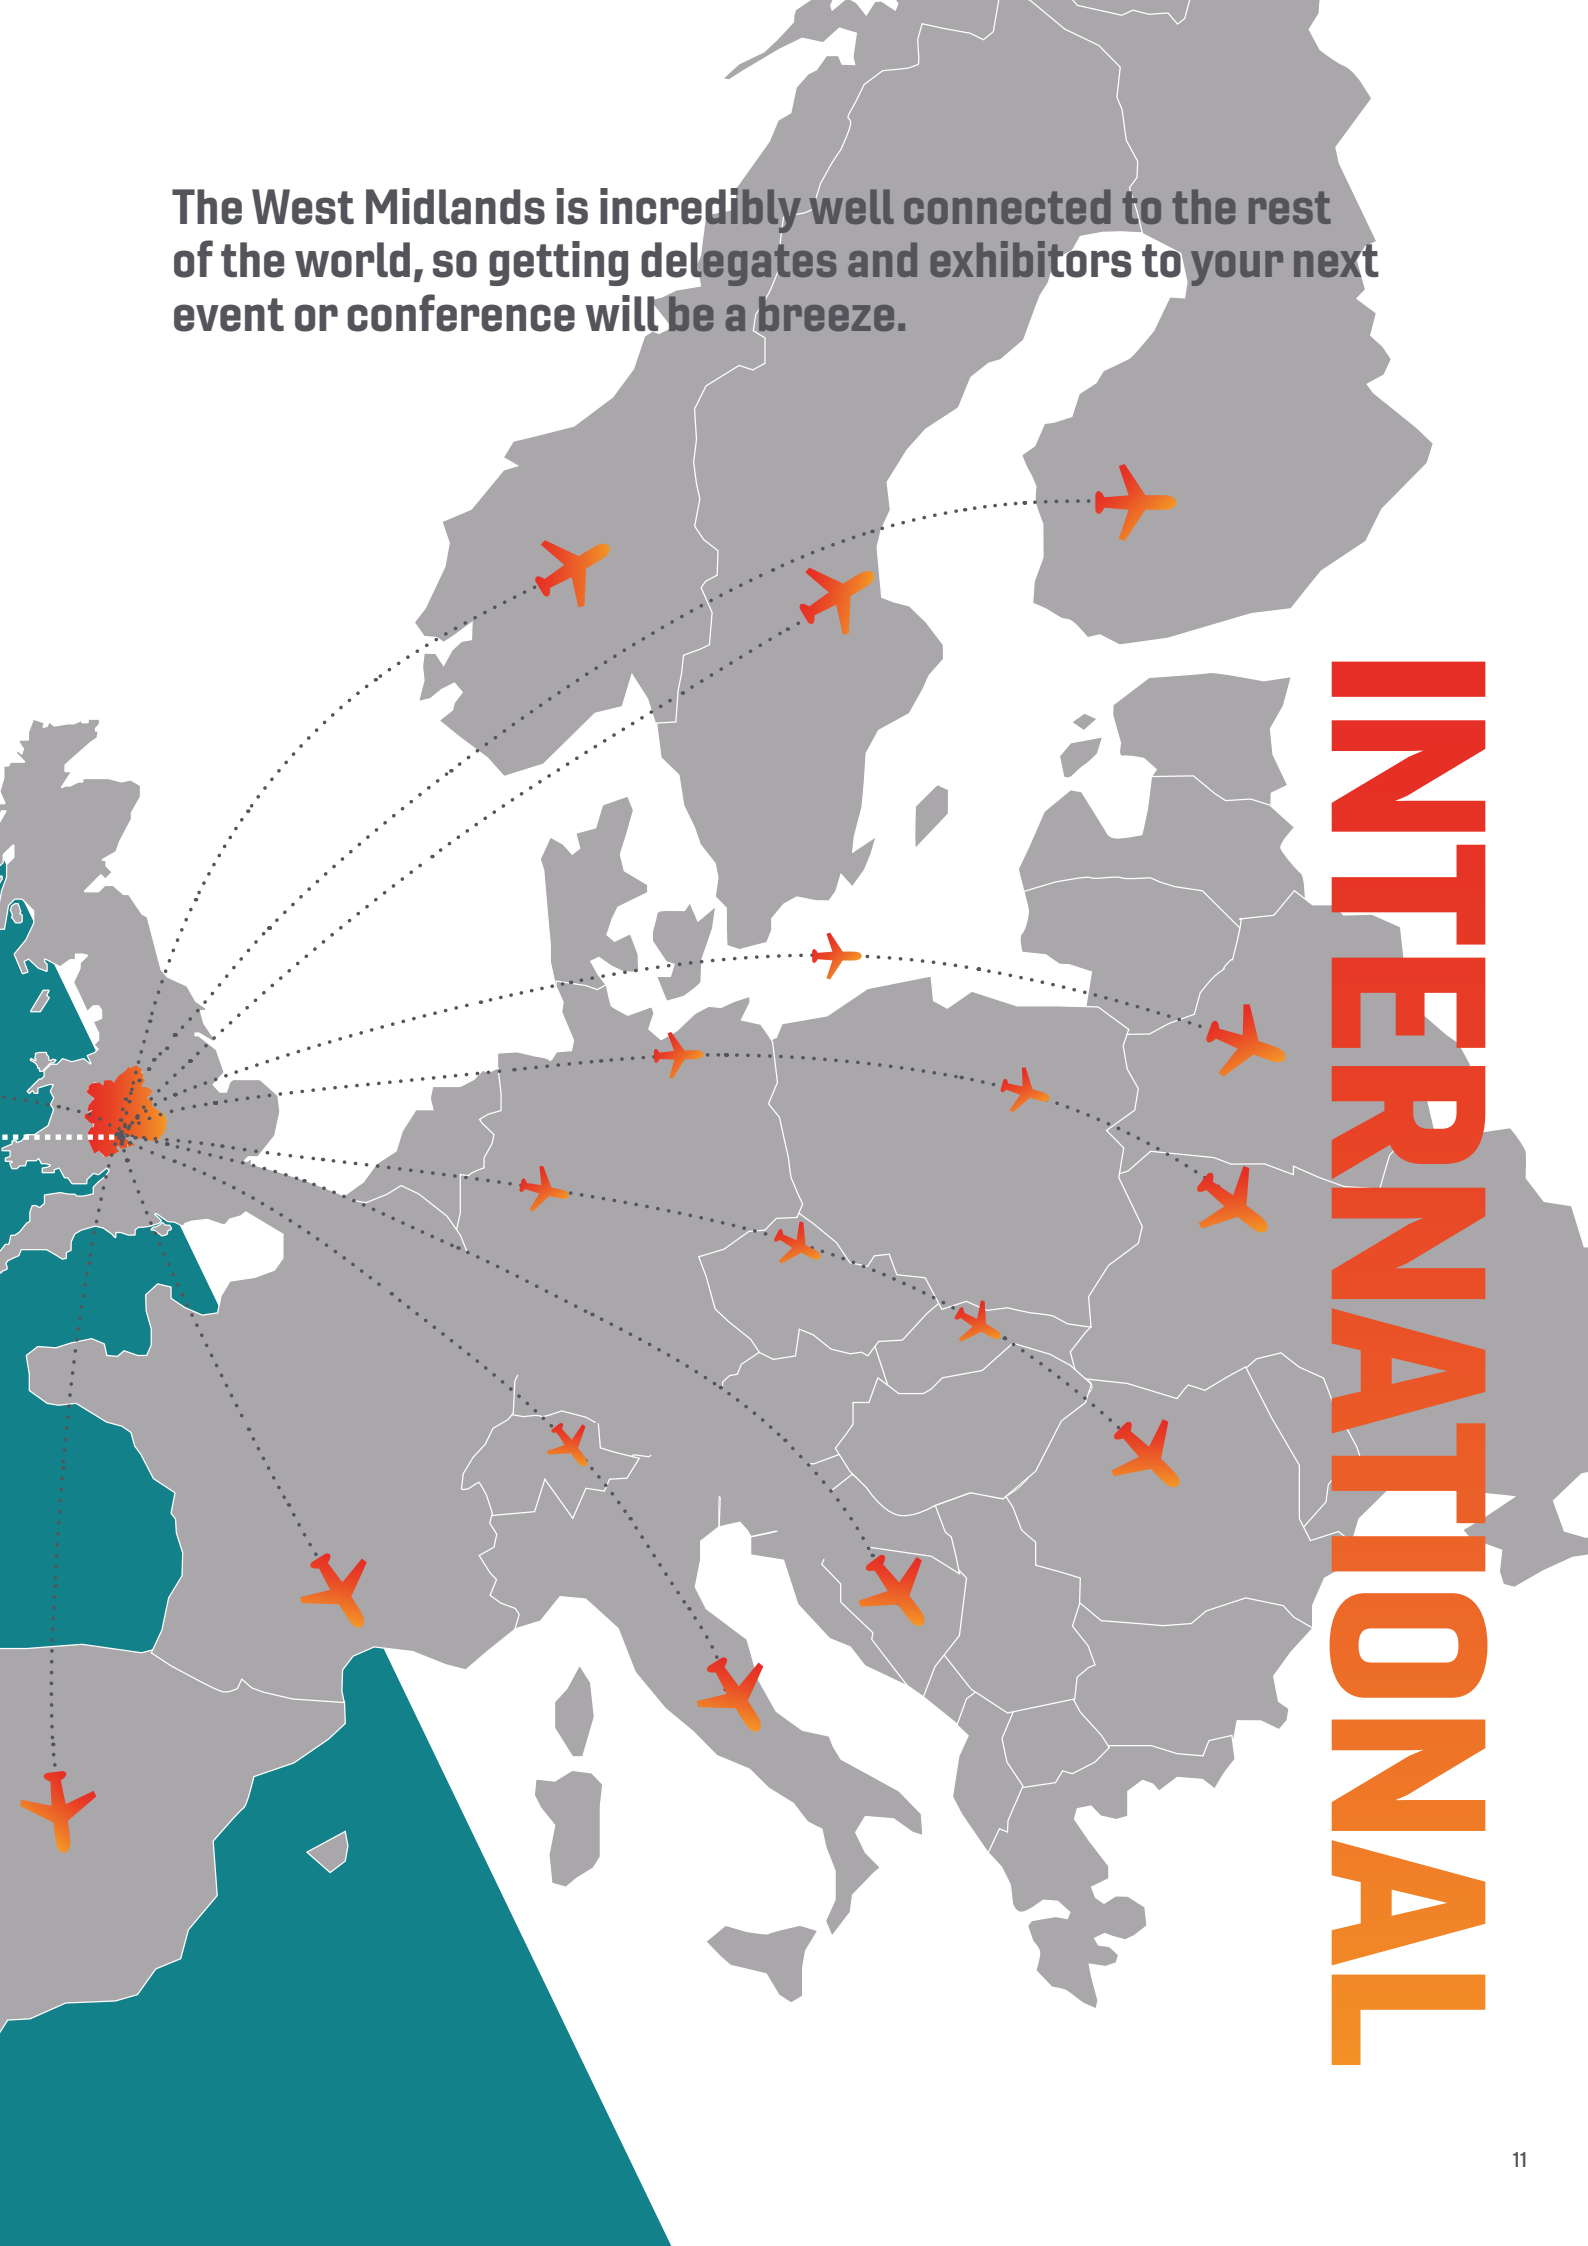 The West Midlands is incredibly well connected to the rest
of the world, so getting delegates and exhibitors to your next
event or conference will be a breeze.
INTERNATIONAL
11